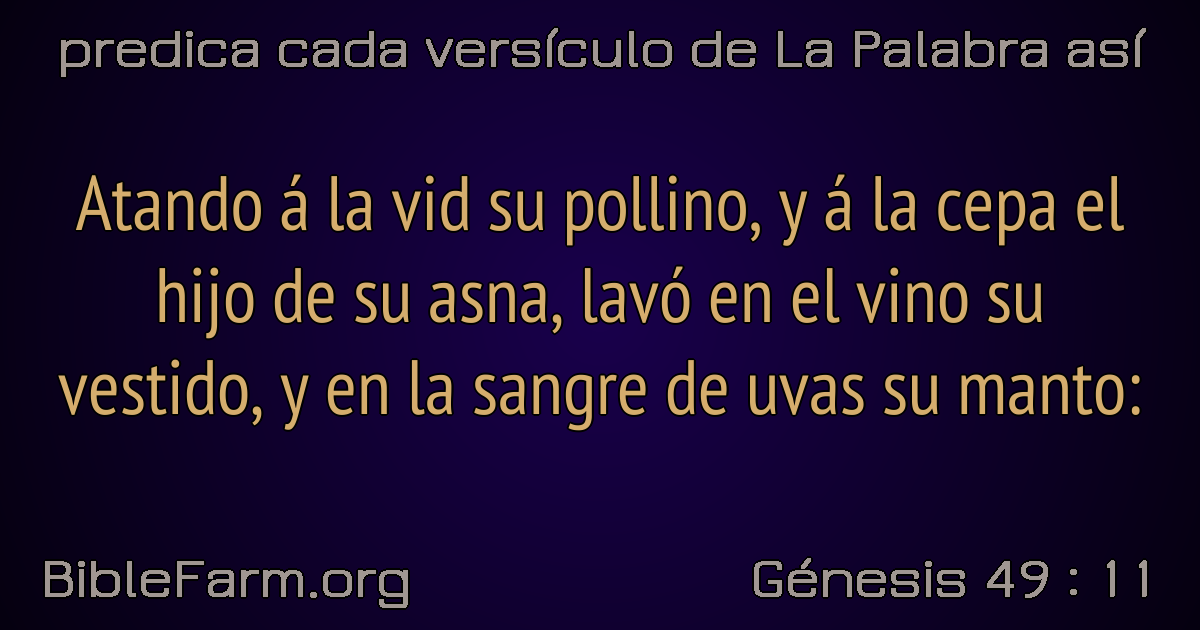 predica cada versículo de La Palabra así
Atando á la vid su pollino, y á la cepa el
hijo de su asna, lavó en el vino su
vestido, y en la sangre de uvas su manto:
BibleFarm.org
Génesis 49 : 11